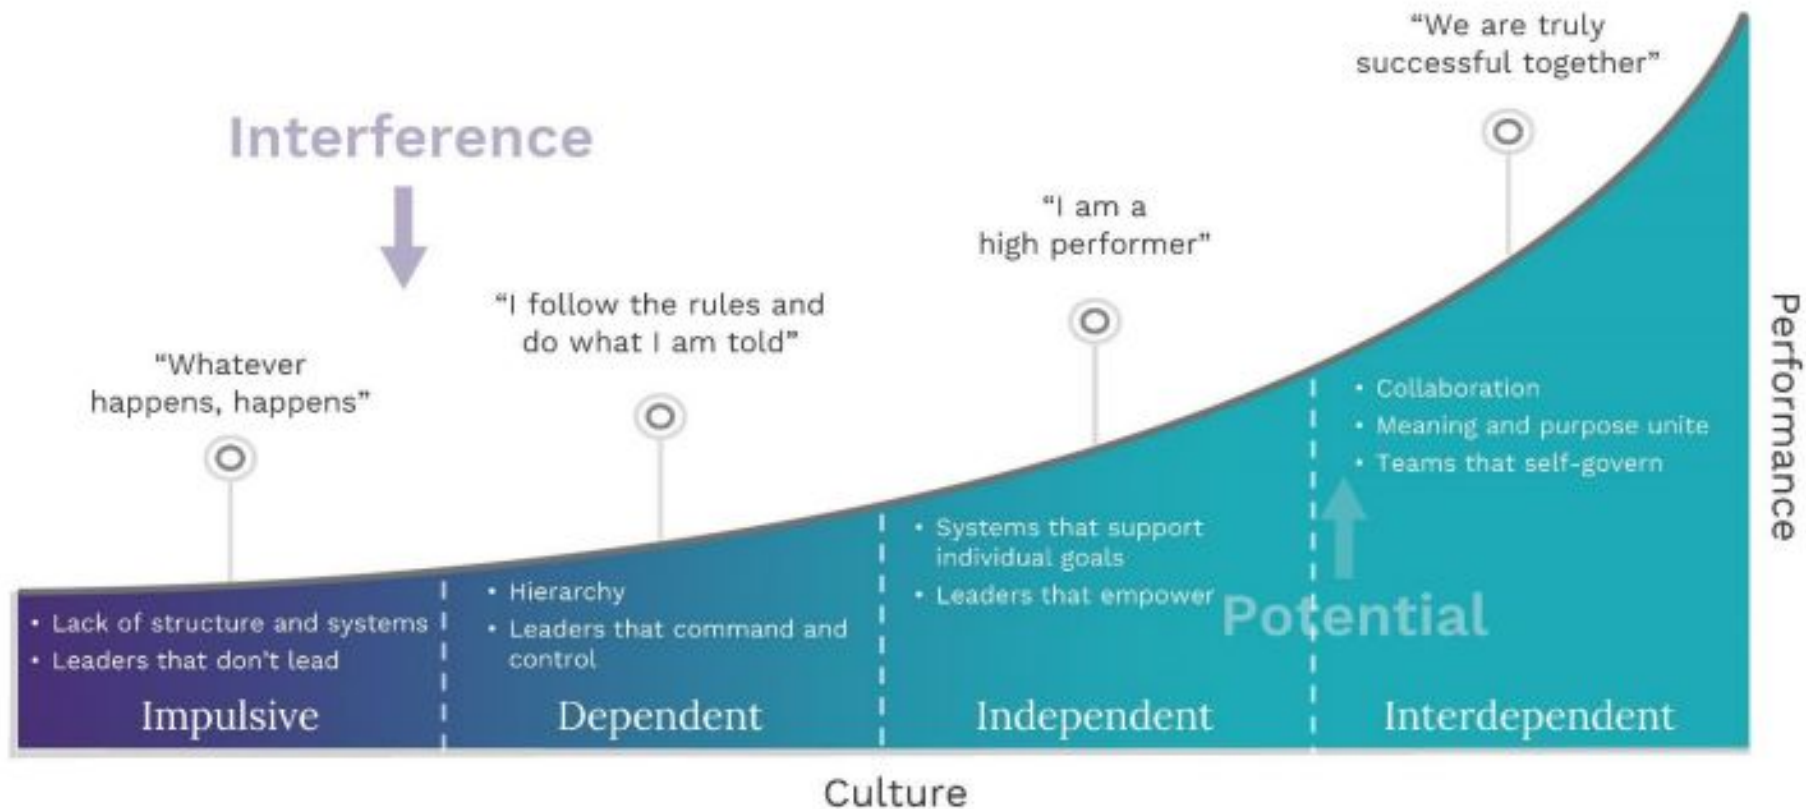 “We are truly
successful together”
Interference
“I am a
high performer”
“I follow the rules and
do what I am told”
“Whatever
happens, happens”
Performance
• Lack of structure and systems
• Leaders that don’t lead
Impulsive
• Hierarchy
• Leaders that command and
control
Dependent
• Systems that support
individual goals
• Leaders that empower
Independent
• Collaboration
• Meaning and purpose unite
• Teams that self-govern
Potential
Interdependent
Culture